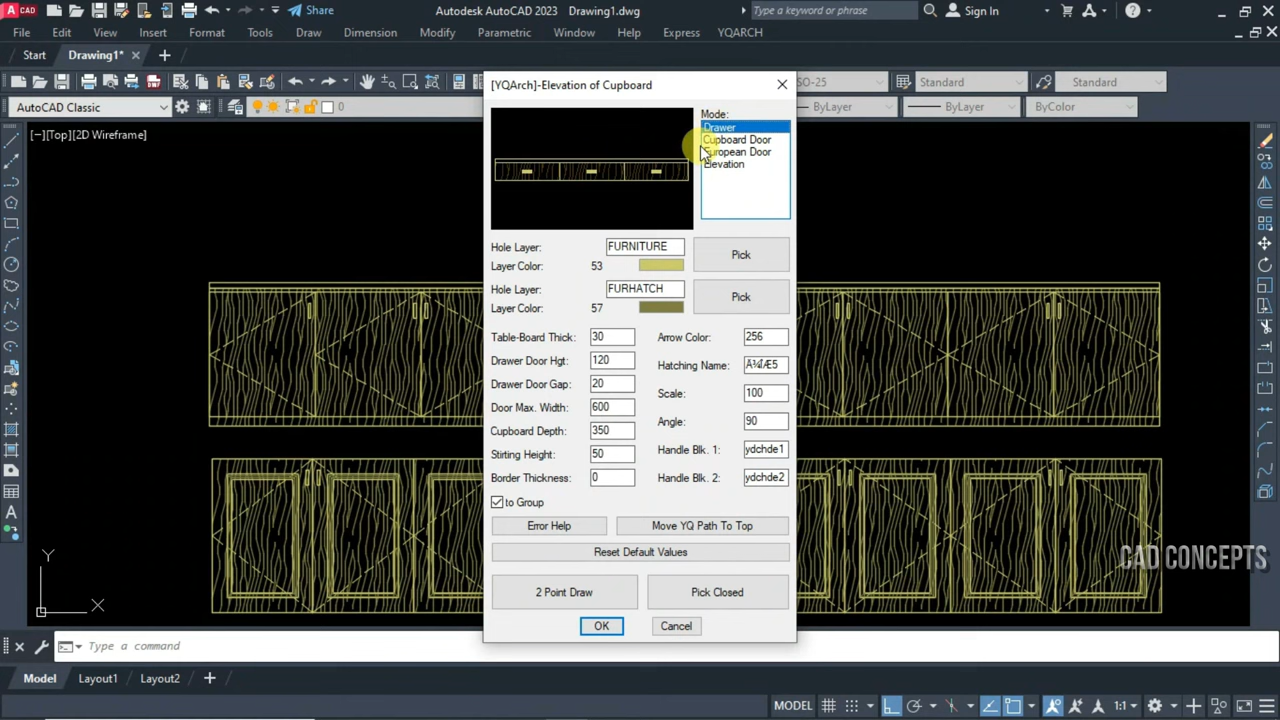 CAD
Share
Autodesk AutoCAD 2023 Drawing1.dwg
Type a keyword or phrase
Sign In
File Edit View Insert Format Tools Draw Dimension Modify Parametric Window Help Express YQARCH
Start
Drawing1*
SO-25
Standard
Standard
AutoCAD Classic
0
ByLayer
ByLayer
ByColor
[−][Top][2D Wireframe]
[YQArch]-Elevation of Cupboard
Mode:
Drawer
Cupboard Door
European Door
Elevation
Hole Layer: FURNITURE
Pick
Layer Color: 53
Hole Layer: FURHATCH
Pick
Layer Color: 57
Table-Board Thick: 30
Arrow Color: 256
Drawer Door Hgt: 120
Hatching Name: Ä¾ÎÆ5
Drawer Door Gap: 20
Scale: 100
Door Max. Width: 600
Angle: 90
Cupboard Depth: 350
Handle Blk. 1: ydchde1
Stirting Height: 50
Handle Blk. 2: ydchde2
Border Thickness: 0
to Group
Error Help
Move YQ Path To Top
Reset Default Values
2 Point Draw
Pick Closed
OK
Cancel
CAD CONCEPTS
Y
X
Type a command
Model
Layout1
Layout2
MODEL
1:1